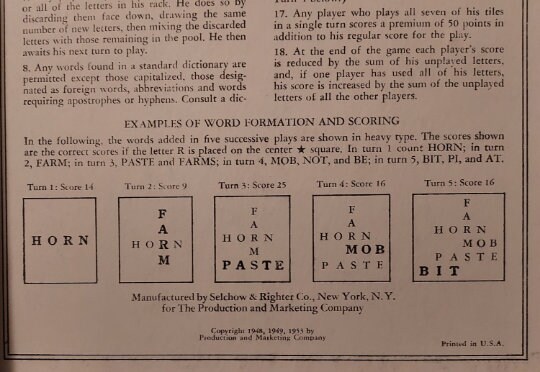 or all of the letters in his rack. He does so by
discarding them face down, drawing the same
number of new letters, then mixing the discarded
letters with those remaining in the pool. He then
awaits his next turn to play.
8. Any words found in a standard dictionary are
permitted except those capitalized, those desig-
nated as foreign words, abbreviations and words
requiring apostrophes or hyphens. Consult a dic-
17. Any player who plays all seven of his tiles
in a single turn scores a premium of 50 points in
addition to his regular score for the play.
18. At the end of the game each player's score
is reduced by the sum of his unplayed letters,
and, if one player has used all of his letters,
his score is increased by the sum of the unplayed
letters of all the other players.
EXAMPLES OF WORD FORMATION AND SCORING
In the following, the words added in five successive plays are shown in heavy type. The scores shown
are the correct scores if the letter R is placed on the center ★ square. In turn 1 count HORN; in turn
2, FARM; in turn 3, PASTE and FARMS; in turn 4, MOB, NOT, and BE; in turn 5, BIT, PI, and AT.
Turn 1: Score 14
H O R N
Turn 2: Score 9
F
A
H O R N
M
Turn 3: Score 25
F
A
H O R N
M
P A S T E
Turn 4: Score 16
F
A
H O R N
M O B
P A S T E
Turn 5: Score 16
F
A
H O R N
M O B
P A S T E
B I T
Manufactured by Selchow & Righter Co., New York, N. Y.
for The Production and Marketing Company
Copyright 1948, 1949, 1953 by
Production and Marketing Company
Printed in U.S.A.